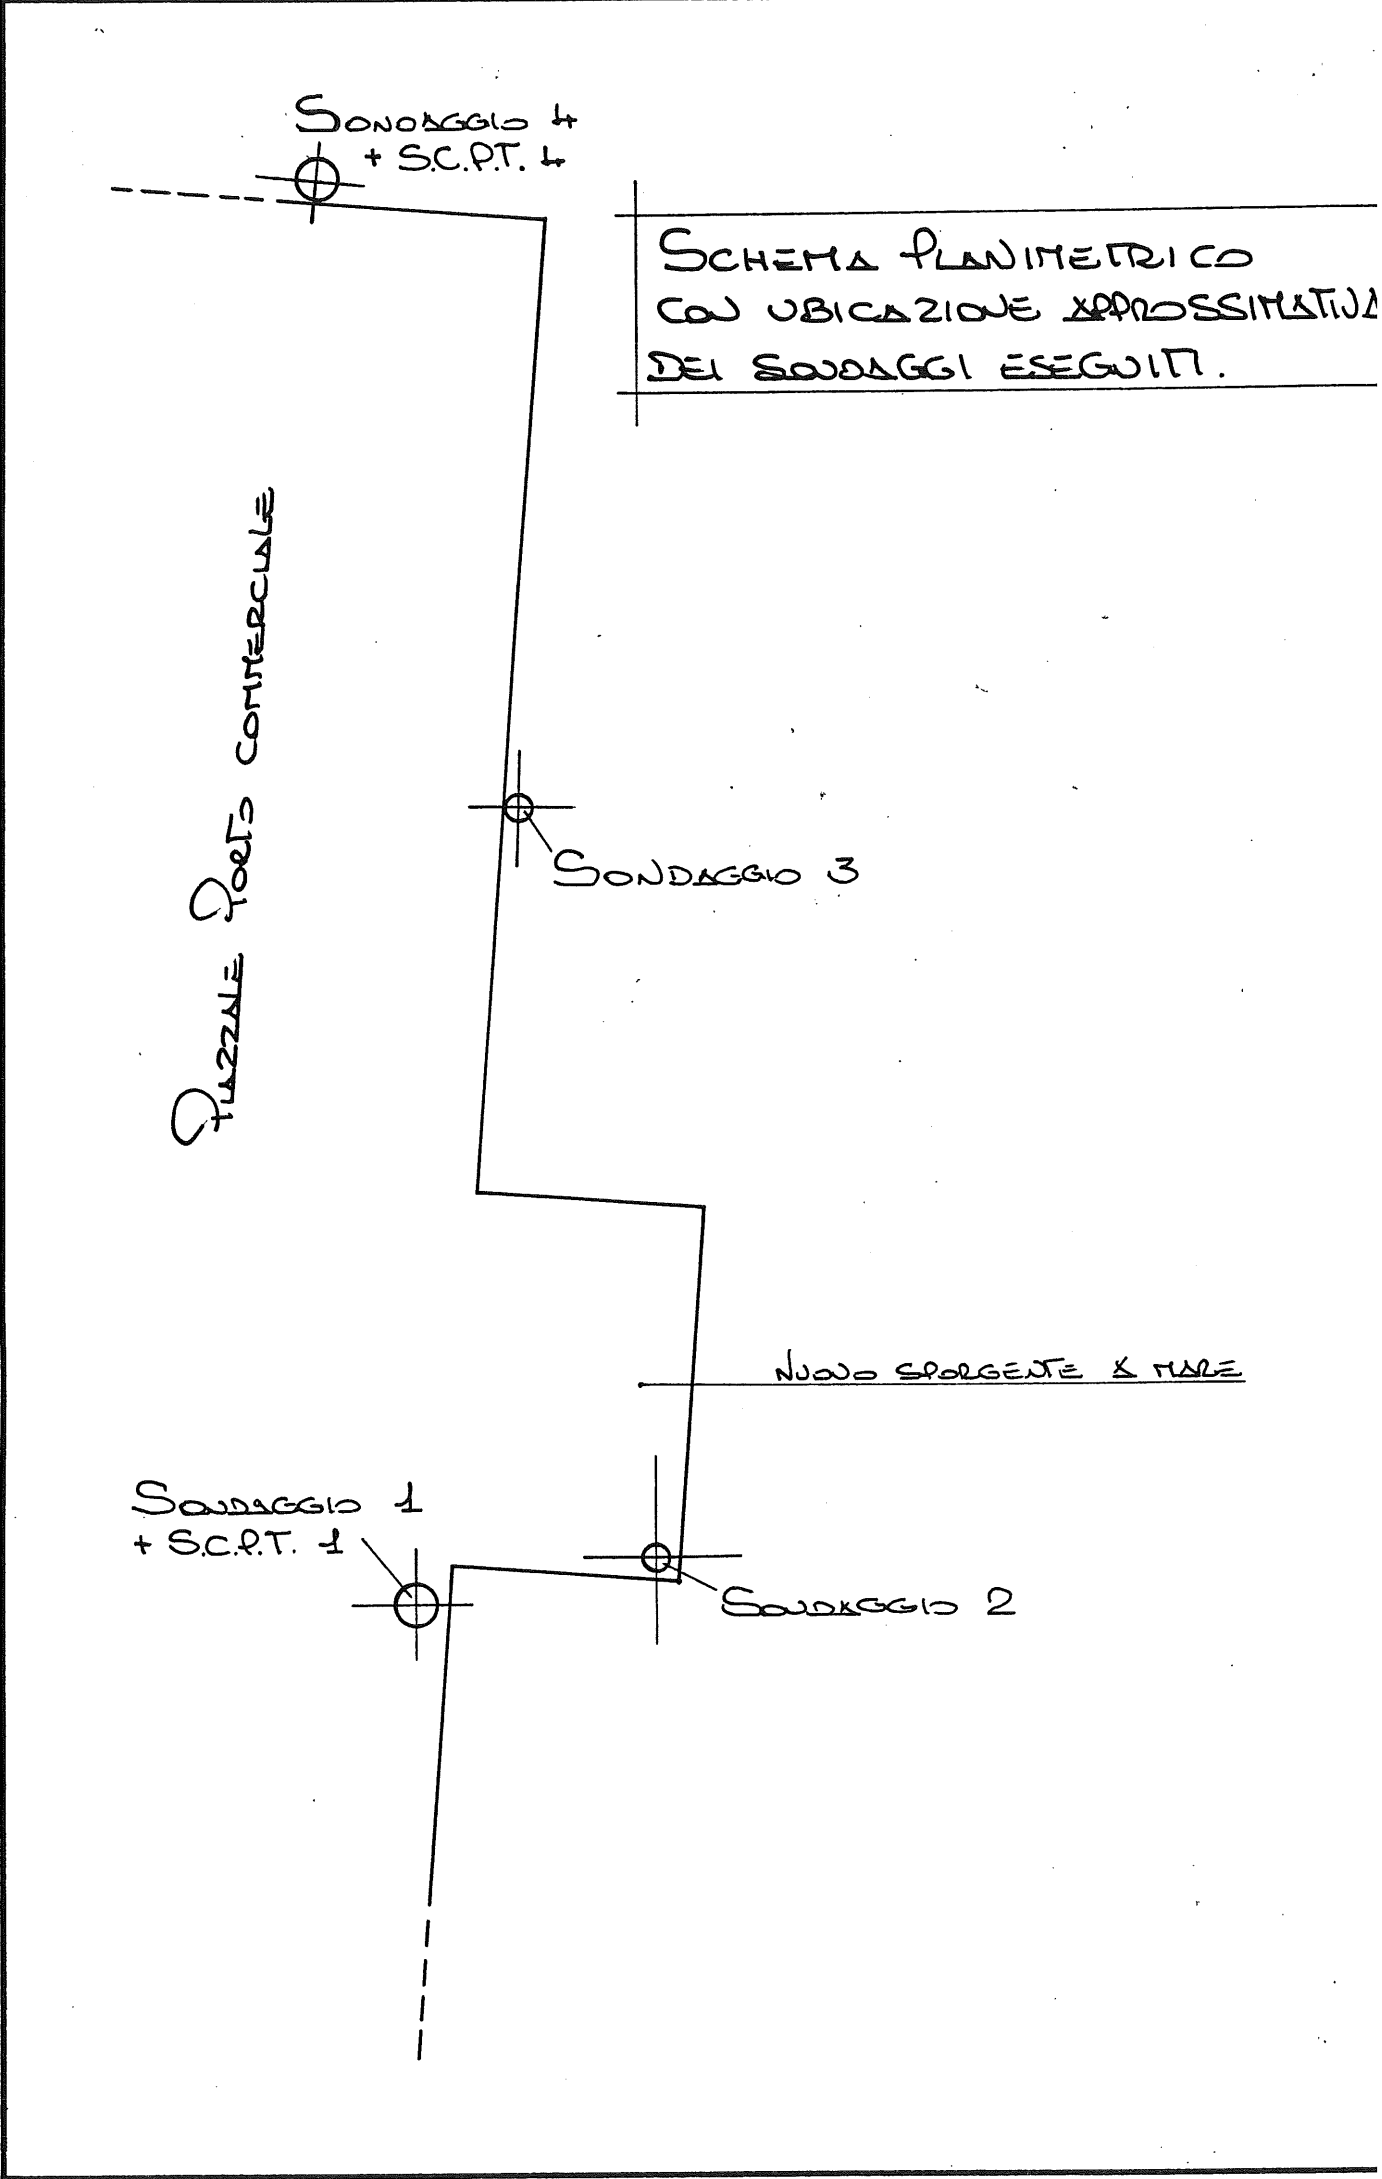 SONDAGGIO 4
+ S.C.P.T. 4
SCHEMA PLANIMETRICO
CON UBICAZIONE APPROSSIMATIVA
DEI SONDAGGI ESEGUITI.
PIAZZALE PORTO COMMERCIALE
SONDAGGIO 3
NUOVO SPORGENTE A MARE
SONDAGGIO 1
+ S.C.P.T. 1
SONDAGGIO 2